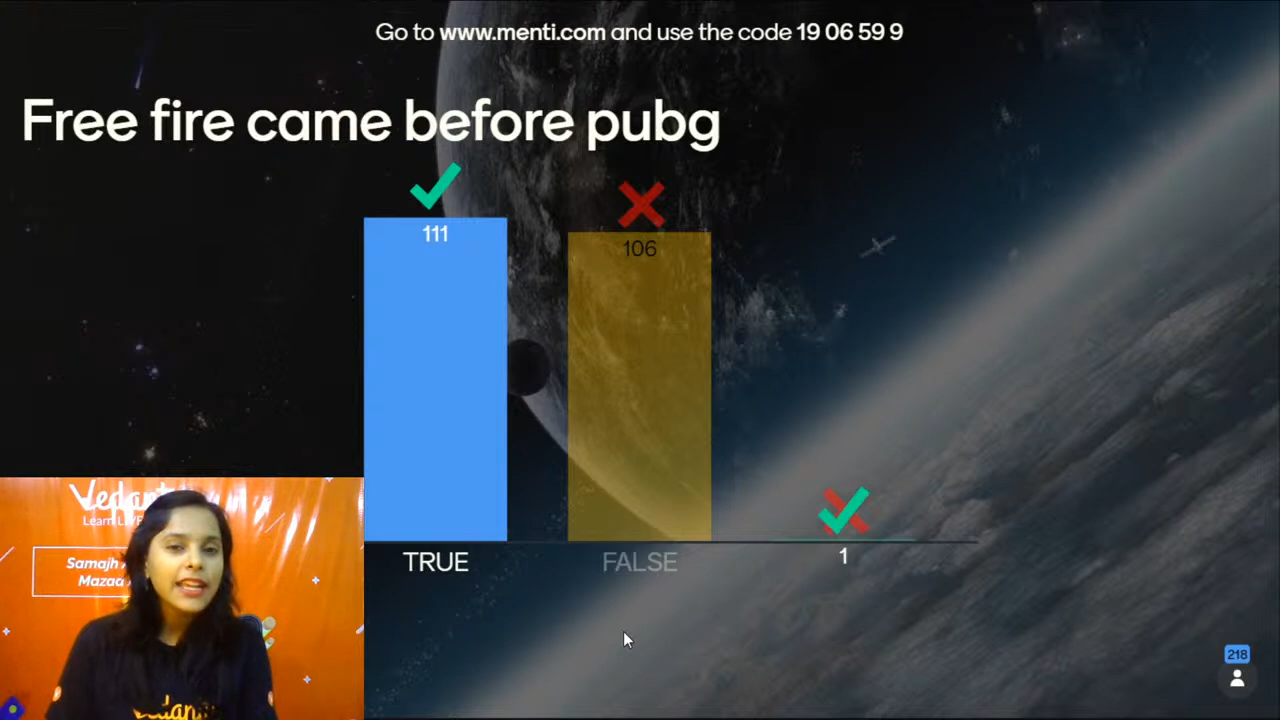 Go to www.menti.com and use the code 19 06 59 9
Free fire came before pubg
111
106
TRUE
FALSE
1
218
Samajh
Mazaa